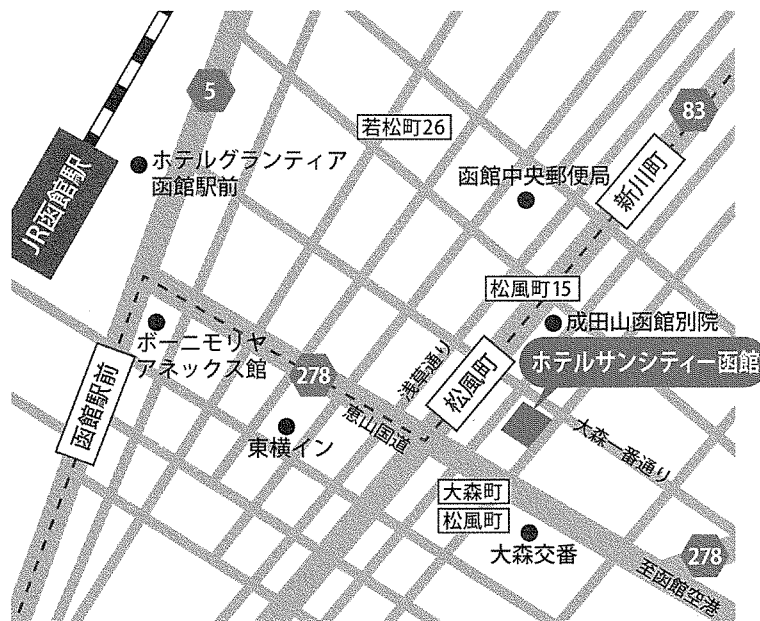 5
83
若松町26
ホテルグランティア
函館駅前
JR函館駅
函館中央郵便局
新川町
松風町15
成田山函館別院
ボーニモリヤ
アネックス館
ホテルサンシティー函館
278
浅草通り
松風町
函館駅前
恵山国道
東横イン
大森一番通り
大森町
松風町
大森交番
278
至函館空港